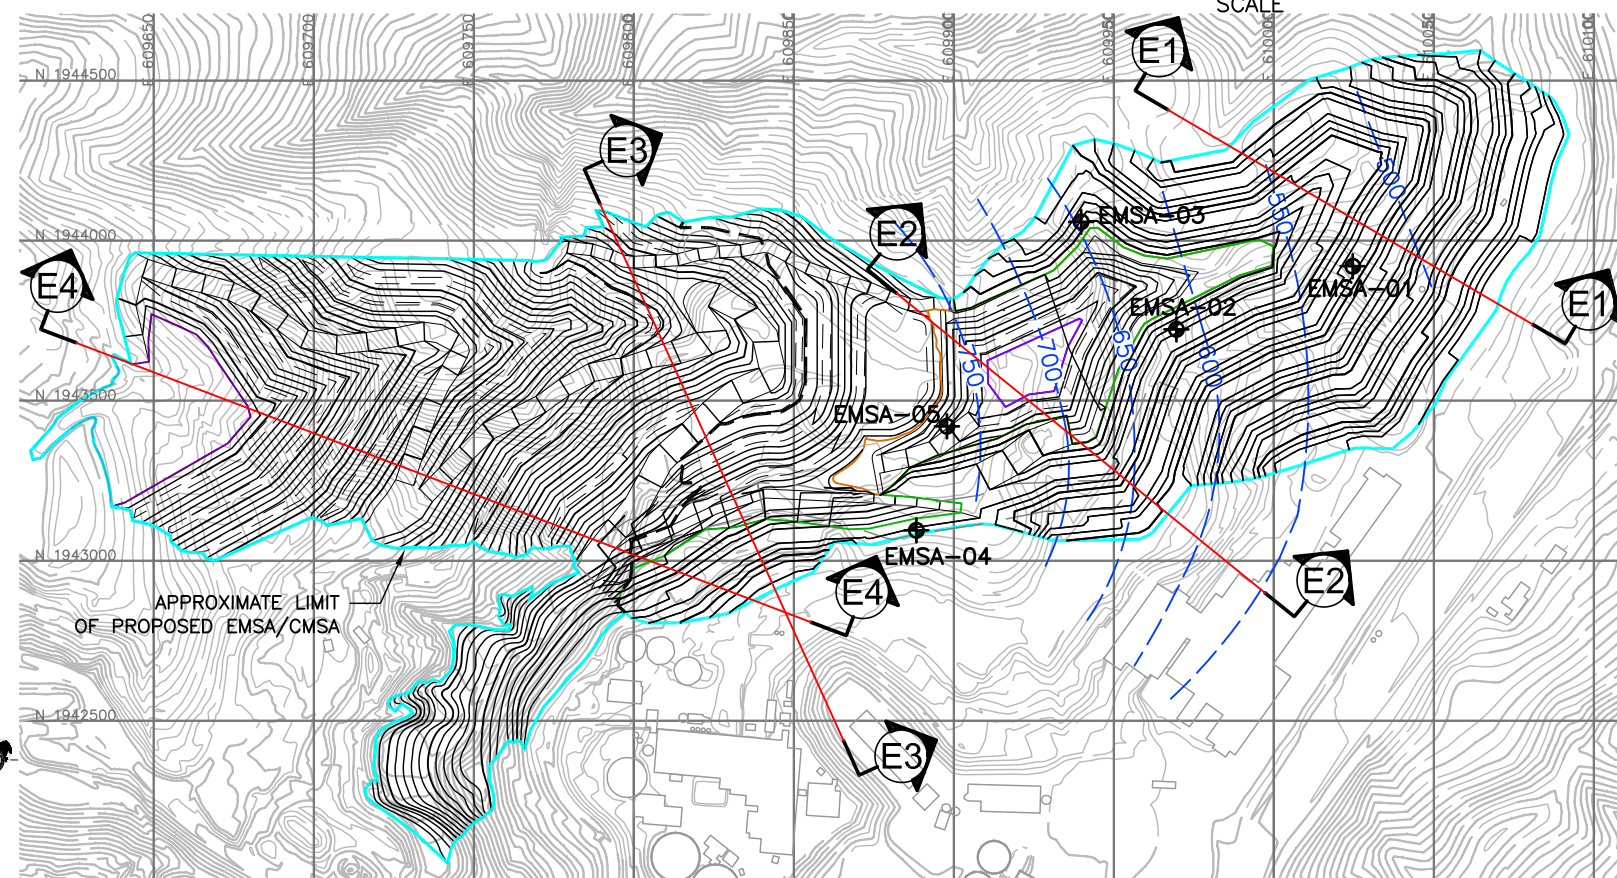 SCALE
E 609650
E 609700
E 609750
E 609800
E 609850
E 609900
E 609950
E 610000
E 610050
E 610100
N 1944500
E1
E3
500
EMSA-03
550
E2
N 1944000
E4
EMSA-01
E1
EMSA-02
650
700
750
600
N 1943500
EMSA-05
N 1943000
EMSA-04
E4
E2
APPROXIMATE LIMIT
OF PROPOSED EMSA/CMSA
N 1942500
E3